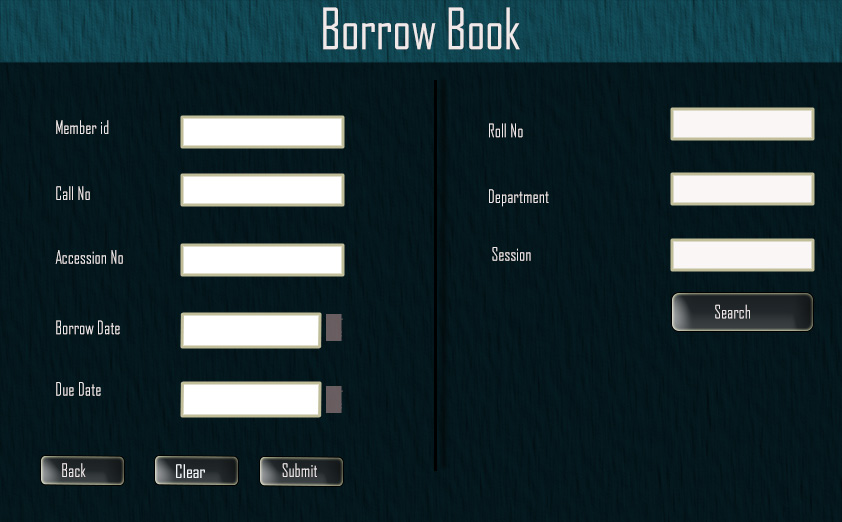 Borrow Book
Member id
Call No
Accession No
Borrow Date
Due Date
Back
Clear
Submit
Roll No
Department
Session
Search